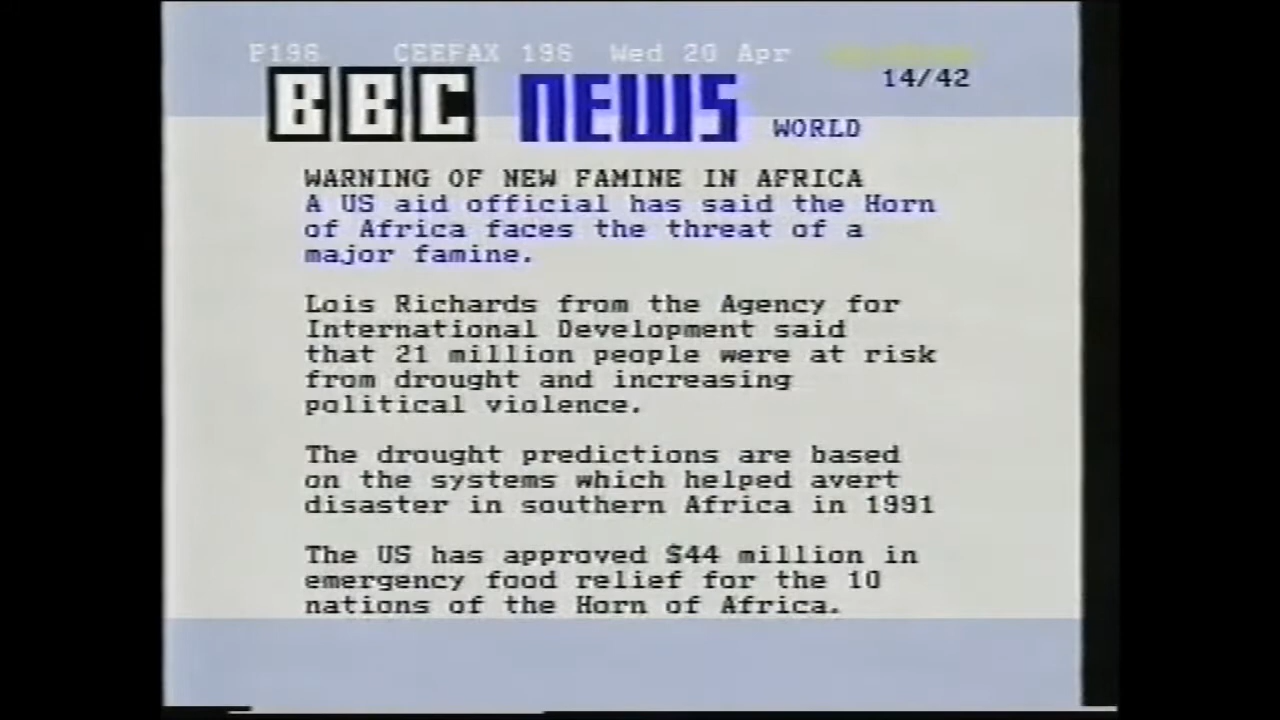 P196 CEEFAX 196 Wed 20 Apr
14/42
BBC NEWS WORLD
WARNING OF NEW FAMINE IN AFRICA
A US aid official has said the Horn
of Africa faces the threat of a
major famine.
Lois Richards from the Agency for
International Development said
that 21 million people were at risk
from drought and increasing
political violence.
The drought predictions are based
on the systems which helped avert
disaster in southern Africa in 1991
The US has approved $44 million in
emergency food relief for the 10
nations of the Horn of Africa.